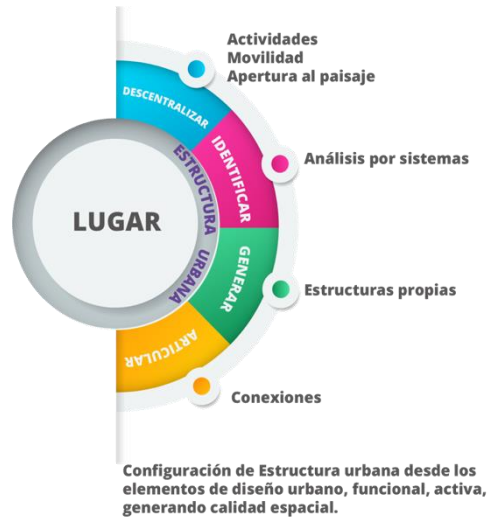 Actividades
Movilidad
Apertura al paisaje
DESCENTRALIZAR
IDENTIFICAR
Análisis por sistemas
ESTRUCTURA
LUGAR
URBANA
GENERAR
Estructuras propias
ARTICULAR
Conexiones
Configuración de Estructura urbana desde los
elementos de diseño urbano, funcional, activa,
generando calidad espacial.